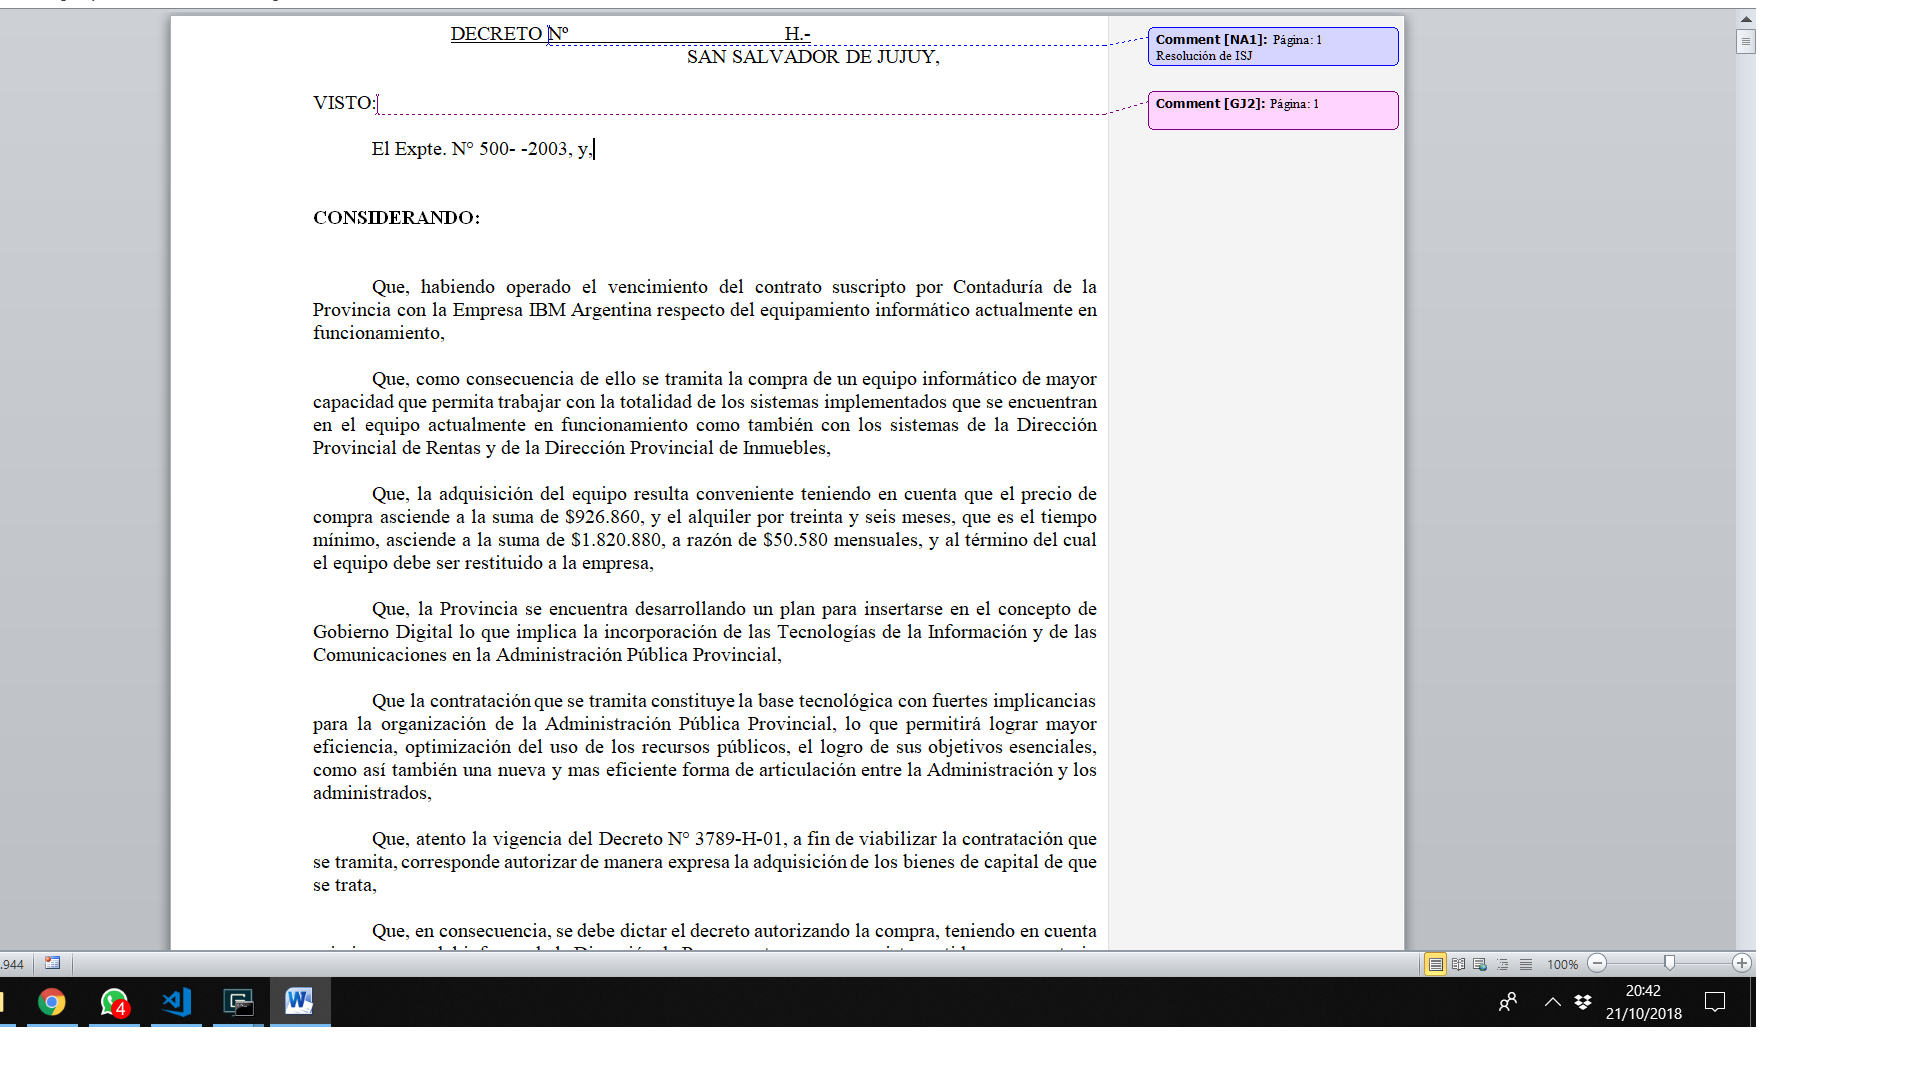 DECRETO Nº H.-
SAN SALVADOR DE JUJUY,
VISTO:
El Expte. N° 500- -2003, y,
CONSIDERANDO:
Que, habiendo operado el vencimiento del contrato suscripto por Contaduría de la
Provincia con la Empresa IBM Argentina respecto del equipamiento informático actualmente en
funcionamiento,
Que, como consecuencia de ello se tramita la compra de un equipo informático de mayor
capacidad que permita trabajar con la totalidad de los sistemas implementados que se encuentran
en el equipo actualmente en funcionamiento como también con los sistemas de la Dirección
Provincial de Rentas y de la Dirección Provincial de Inmuebles,
Que, la adquisición del equipo resulta conveniente teniendo en cuenta que el precio de
compra asciende a la suma de $926.860, y el alquiler por treinta y seis meses, que es el tiempo
mínimo, asciende a la suma de $1.820.880, a razón de $50.580 mensuales, y al término del cual
el equipo debe ser restituido a la empresa,
Que, la Provincia se encuentra desarrollando un plan para insertarse en el concepto de
Gobierno Digital lo que implica la incorporación de las Tecnologías de la Información y de las
Comunicaciones en la Administración Pública Provincial,
Que la contratación que se tramita constituye la base tecnológica con fuertes implicancias
para la organización de la Administración Pública Provincial, lo que permitirá lograr mayor
eficiencia, optimización del uso de los recursos públicos, el logro de sus objetivos esenciales,
como así también una nueva y mas eficiente forma de articulación entre la Administración y los
administrados,
Que, atento la vigencia del Decreto N° 3789-H-01, a fin de viabilizar la contratación que
se tramita, corresponde autorizar de manera expresa la adquisición de los bienes de capital de que
se trata,
Que, en consecuencia, se debe dictar el decreto autorizando la compra, teniendo en cuenta
Comment [NA1]: Página: 1
Resolución de ISJ
Comment [GJ2]: Página: 1
.944
100%
4
20:42
21/10/2018